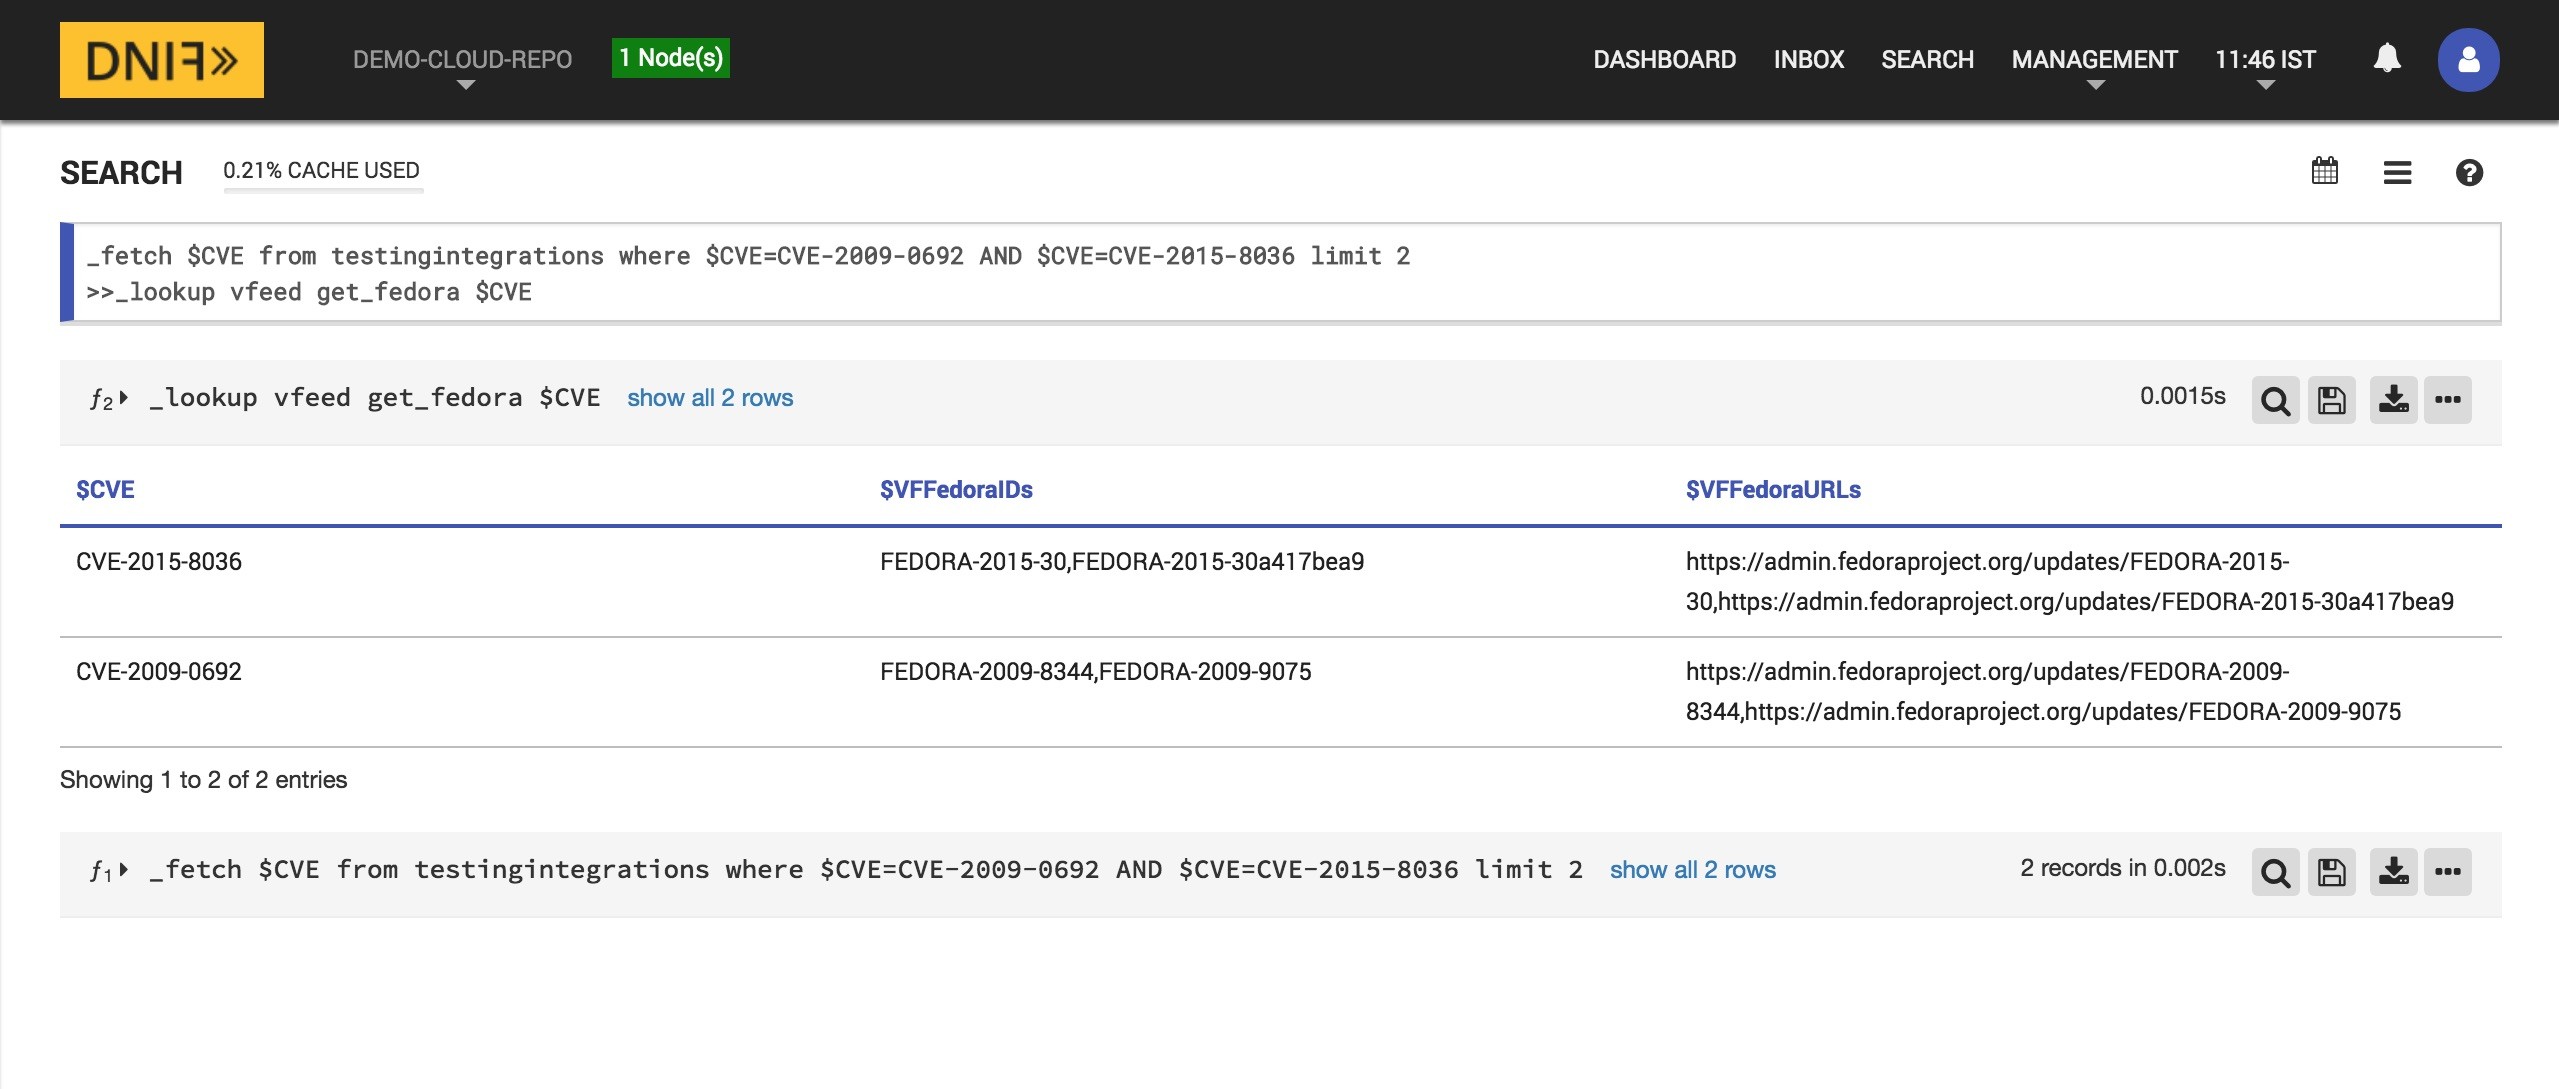 DNIF»
DEMO-CLOUD-REPO
1 Node(s)
DASHBOARD
INBOX
SEARCH
MANAGEMENT
11:46 IST
SEARCH
0.21% CACHE USED
_fetch $CVE from testingintegrations where $CVE=CVE-2009-0692 AND $CVE=CVE-2015-8036 limit 2
>>_lookup vfeed get_fedora $CVE
ƒ2 _lookup vfeed get_fedora $CVE show all 2 rows 0.0015s
$CVE $VFFedoraIDs $VFFedoraURLs
CVE-2015-8036 FEDORA-2015-30,FEDORA-2015-30a417bea9 https://admin.fedoraproject.org/updates/FEDORA-2015-
30,https://admin.fedoraproject.org/updates/FEDORA-2015-30a417bea9
CVE-2009-0692 FEDORA-2009-8344,FEDORA-2009-9075 https://admin.fedoraproject.org/updates/FEDORA-2009-
8344,https://admin.fedoraproject.org/updates/FEDORA-2009-9075
Showing 1 to 2 of 2 entries
ƒ1 _fetch $CVE from testingintegrations where $CVE=CVE-2009-0692 AND $CVE=CVE-2015-8036 limit 2 show all 2 rows 2 records in 0.002s